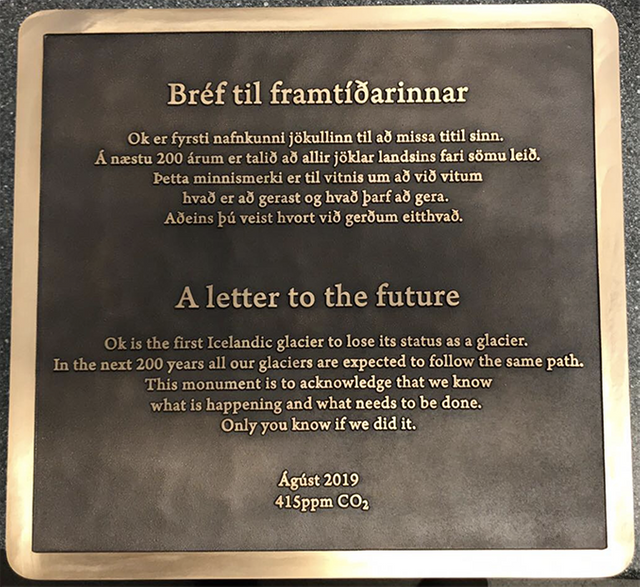 Bréf til framtíðarinnar
Ok er fyrsti nafnkunni jökullinn til að missa titil sinn.
Á næstu 200 árum er talið að allir jöklar landsins fari sömu leið.
Þetta minnismerki er til vitnis um að við vitum
hvað er að gerast og hvað þarf að gera.
Aðeins þú veist hvort við gerðum eitthvað.
A letter to the future
Ok is the first Icelandic glacier to lose its status as a glacier.
In the next 200 years all our glaciers are expected to follow the same path.
This monument is to acknowledge that we know
what is happening and what needs to be done.
Only you know if we did it.
Ágúst 2019
415ppm CO₂